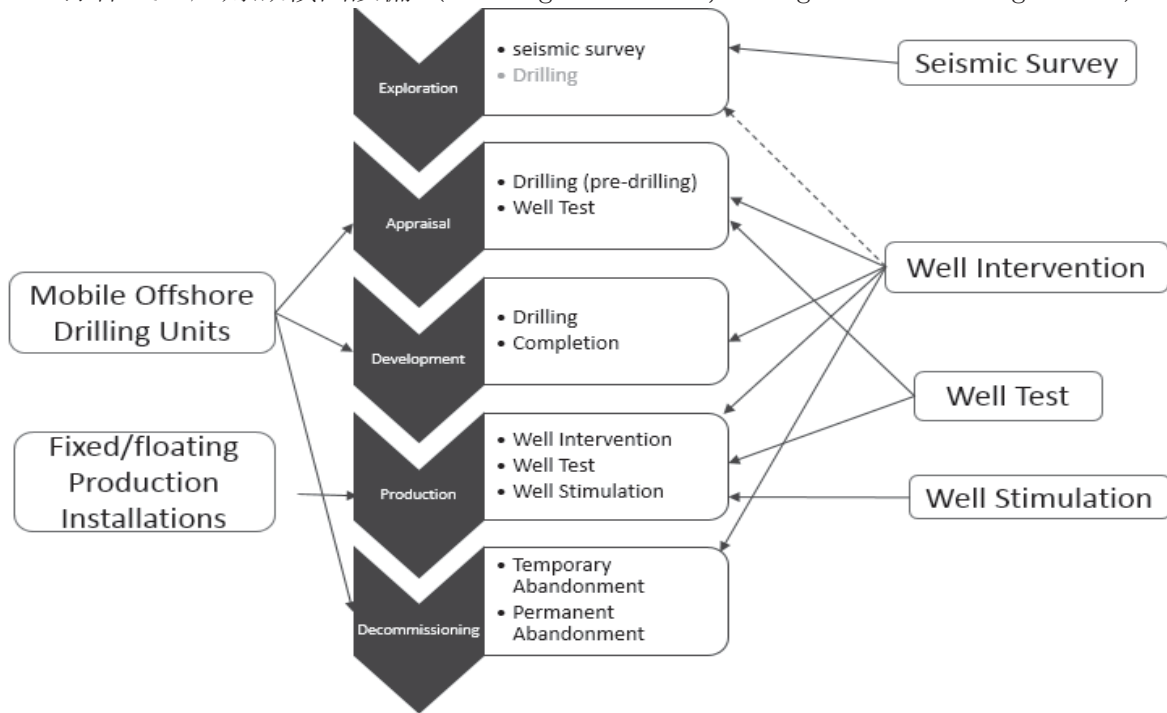 seismic survey
Drilling
Exploration
Seismic Survey
Drilling (pre-drilling)
Well Test
Appraisal
Well Intervention
Mobile Offshore
Drilling Units
Drilling
Completion
Development
Well Test
Fixed/floating
Production
Installations
Well Intervention
Well Test
Well Stimulation
Production
Well Stimulation
Temporary
Abandonment
Permanent
Abandonment
Decommissioning